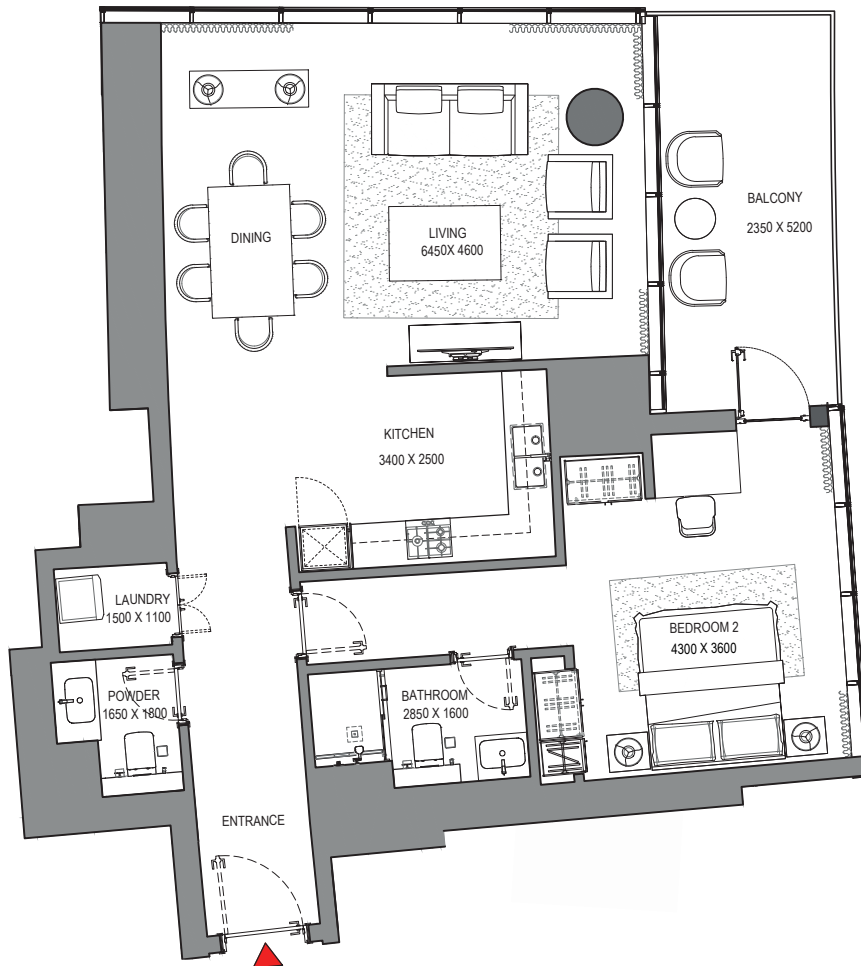 BALCONY
2350 X 5200
LIVING
6450X 4600
DINING
KITCHEN
3400 X 2500
LAUNDRY
1500 X 1100
BEDROOM 2
4300 X 3600
POWDER
1650 X 1800
BATHROOM
2850 X 1600
ENTRANCE